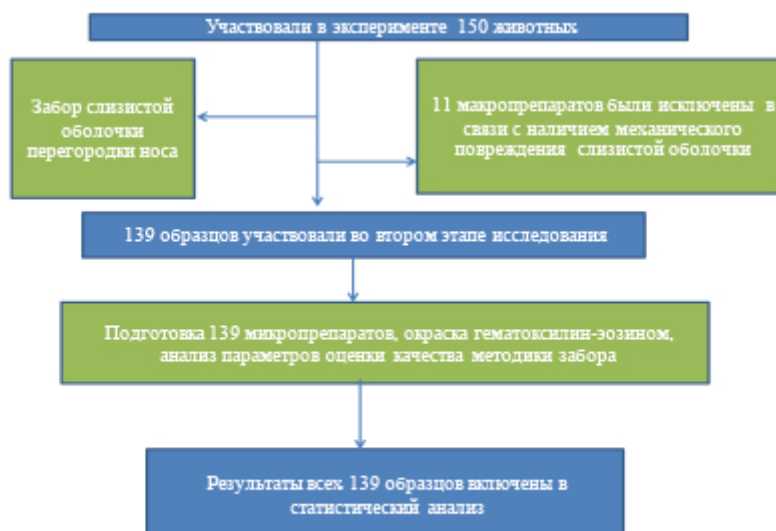 Участвовали в эксперименте 150 животных
Забор слизистой
оболочки
перегородки носа
11 макропрепаратов были исключены в
связи с наличием механического
повреждения слизистой оболочки
139 образцов участвовали во втором этапе исследования
Подготовка 139 микропрепаратов, окраска гематоксилин-эозином,
анализ параметров оценки качества методики забора
Результаты всех 139 образцов включены в
статистический анализ